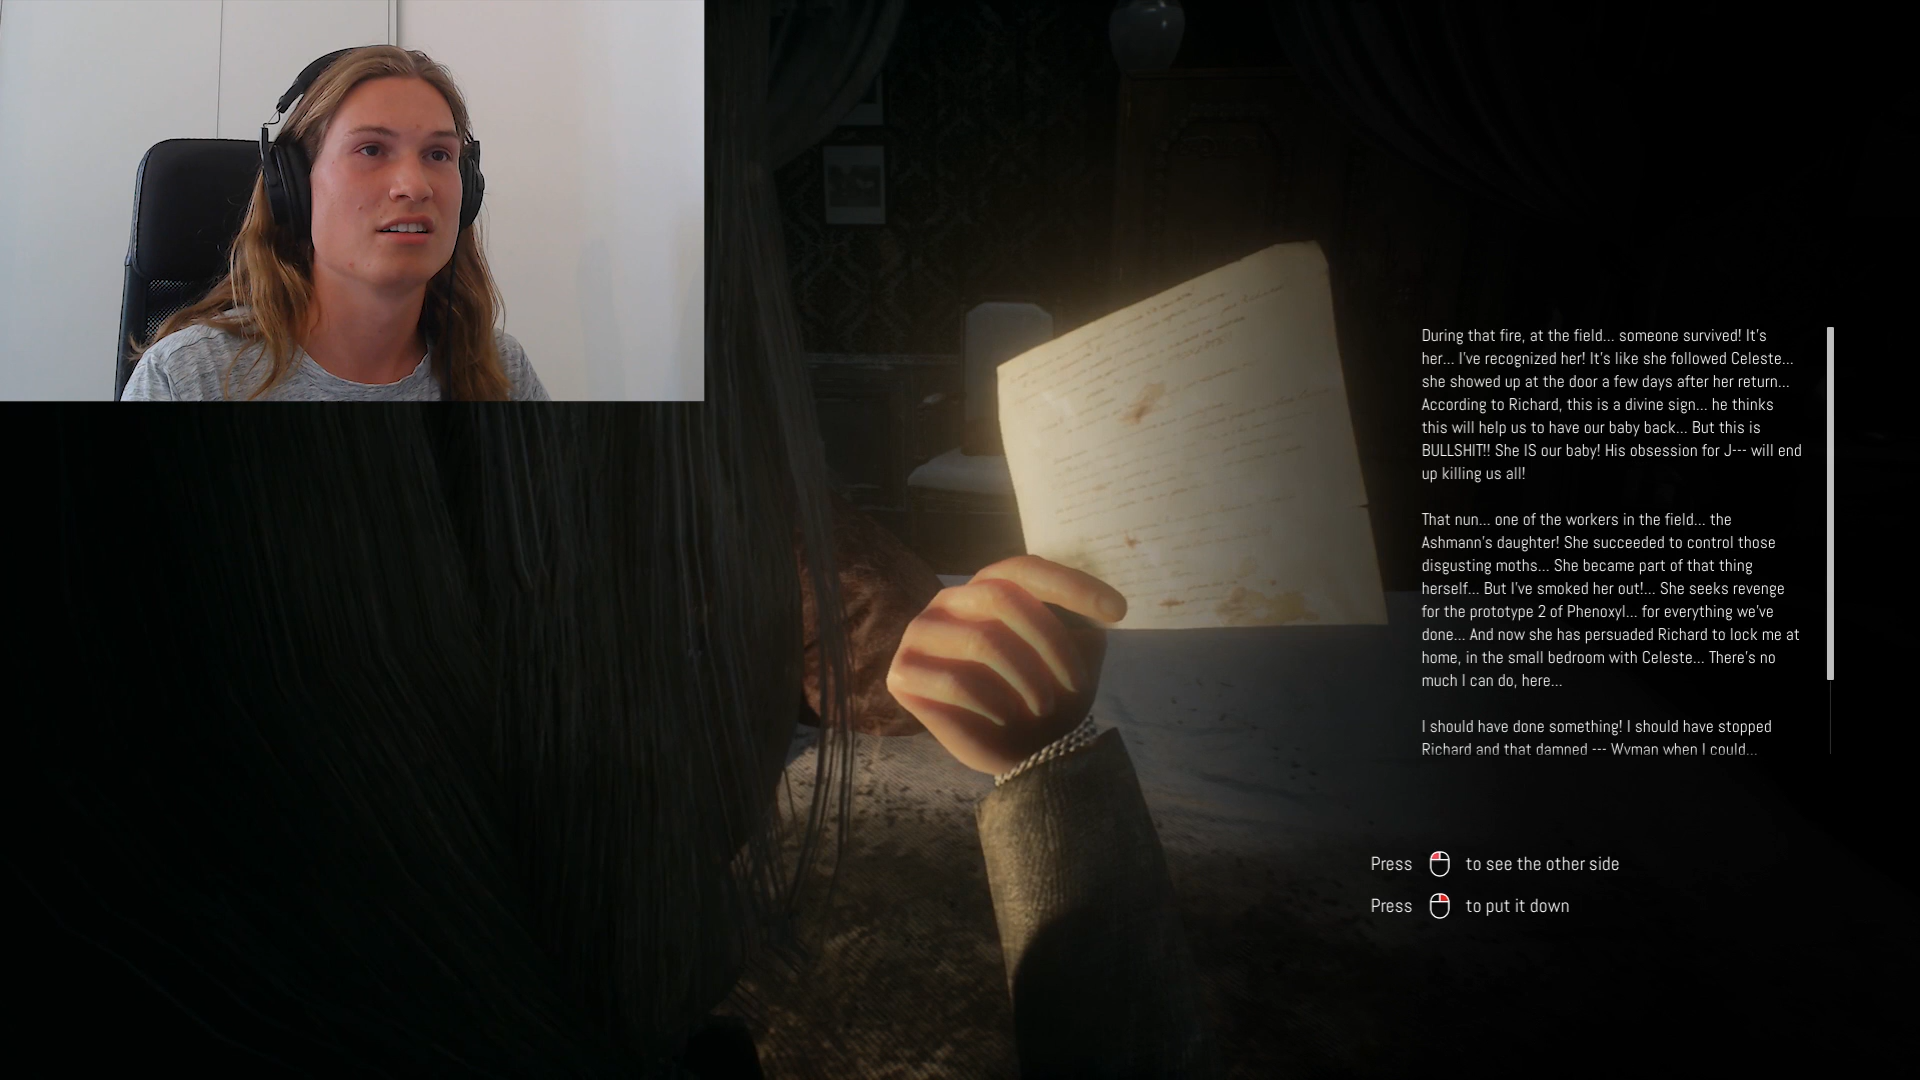 During that fire, at the field... someone survived! It's
her... I've recognized her! It's like she followed Celeste...
she showed up at the door a few days after her return...
According to Richard, this is a divine sign... he thinks
this will help us to have our baby back... But this is
BULLSHIT!! She IS our baby! His obsession for J--- will end
up killing us all!
That nun... one of the workers in the field... the
Ashmann's daughter! She succeeded to control those
disgusting moths... She became part of that thing
herself... But I've smoked her out!... She seeks revenge
for the prototype 2 of Phenoxyl... for everything we've
done... And now she has persuaded Richard to lock me at
home, in the small bedroom with Celeste... There's no
much I can do, here...
I should have done something! I should have stopped
Richard and that damned --- Wyman when I could...
Press to see the other side
Press to put it down